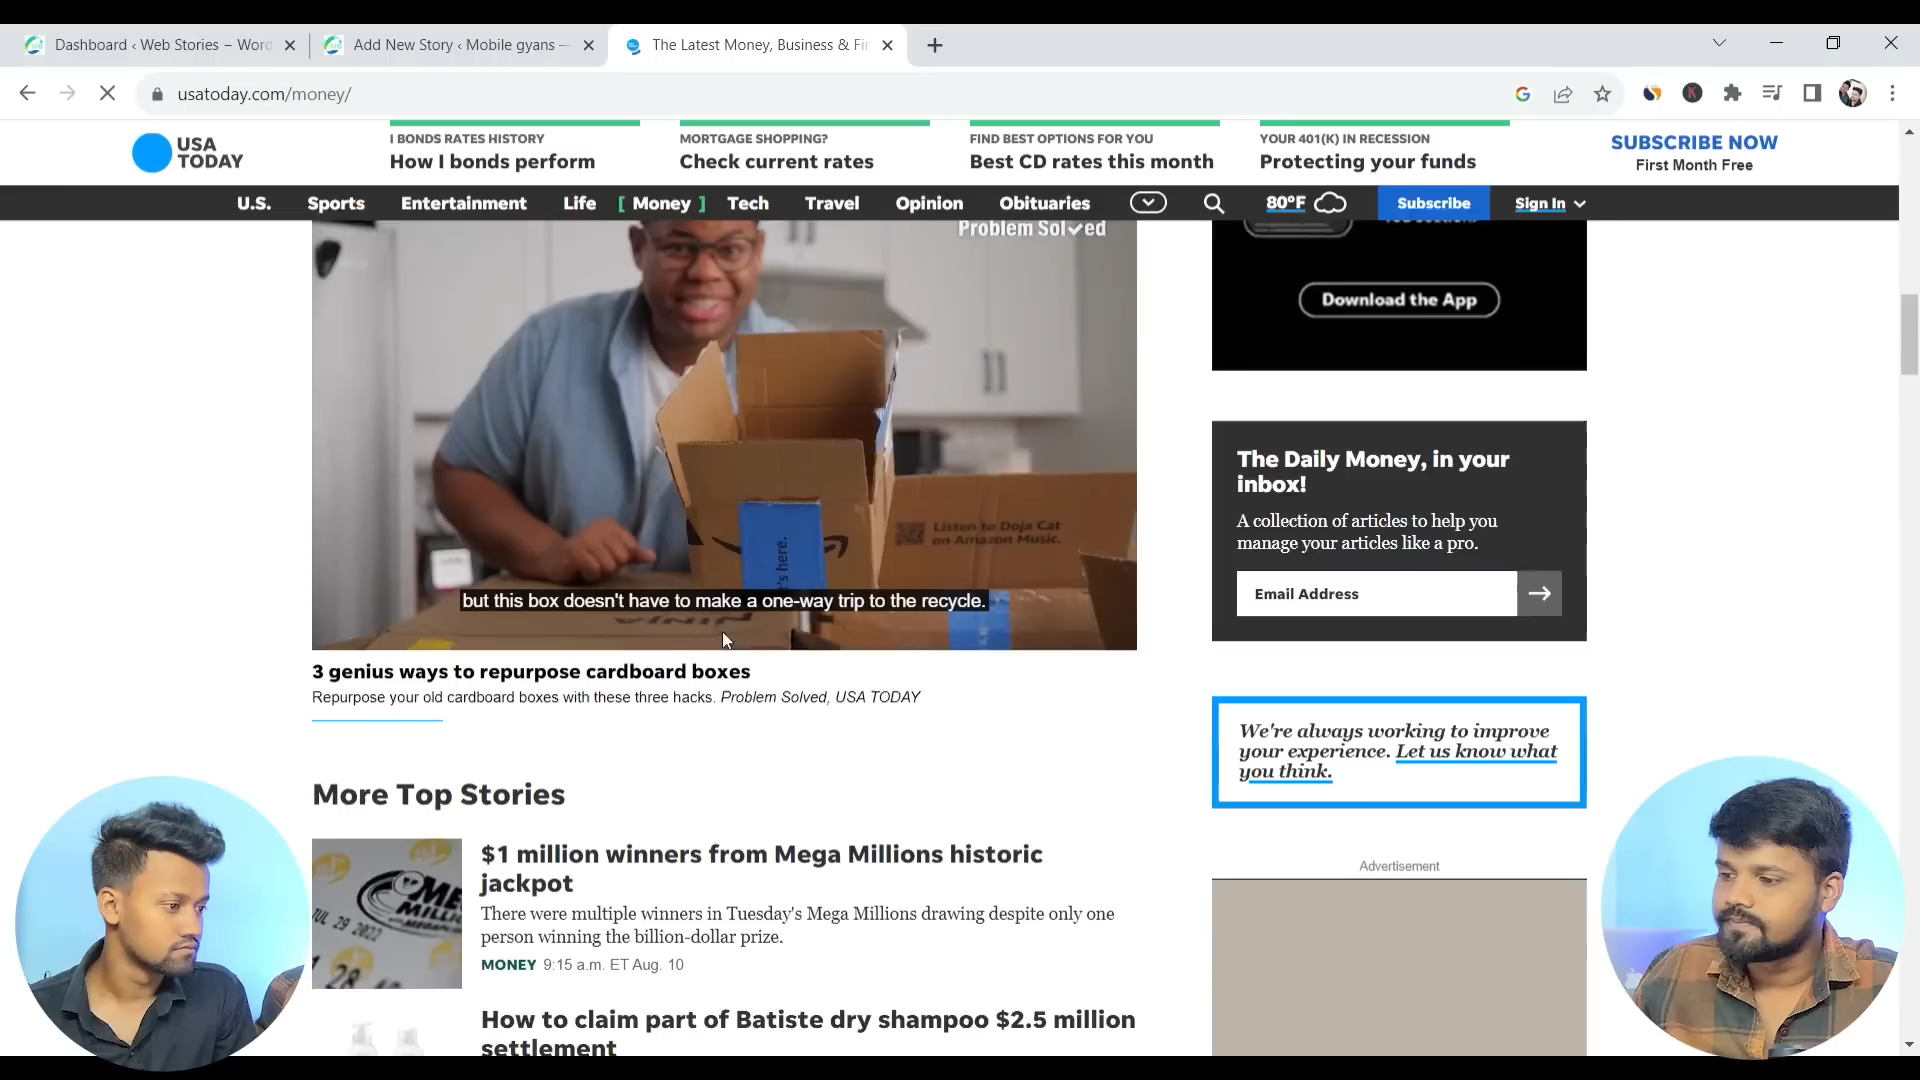 Dashboard ‹ Web Stories – Word
Add New Story ‹ Mobile gyans —
The Latest Money, Business & Fin
usatoday.com/money/
USA
TODAY
I BONDS RATES HISTORY
How I bonds perform
MORTGAGE SHOPPING?
Check current rates
FIND BEST OPTIONS FOR YOU
Best CD rates this month
YOUR 401(K) IN RECESSION
Protecting your funds
SUBSCRIBE NOW
First Month Free
U.S. Sports Entertainment Life [ Money ] Tech Travel Opinion Obituaries 80°F Subscribe Sign In
Problem Solved
Download the App
Listen to Doja Cat
on Amazon Music.
's here.
but this box doesn't have to make a one-way trip to the recycle.
NINJA
3 genius ways to repurpose cardboard boxes
Repurpose your old cardboard boxes with these three hacks. Problem Solved, USA TODAY
The Daily Money, in your
inbox!
A collection of articles to help you
manage your articles like a pro.
Email Address
We're always working to improve
your experience. Let us know what
you think.
Advertisement
More Top Stories
$1 million winners from Mega Millions historic
jackpot
There were multiple winners in Tuesday's Mega Millions drawing despite only one
person winning the billion-dollar prize.
MONEY 9:15 a.m. ET Aug. 10
JUL 29 2022
How to claim part of Batiste dry shampoo $2.5 million
settlement